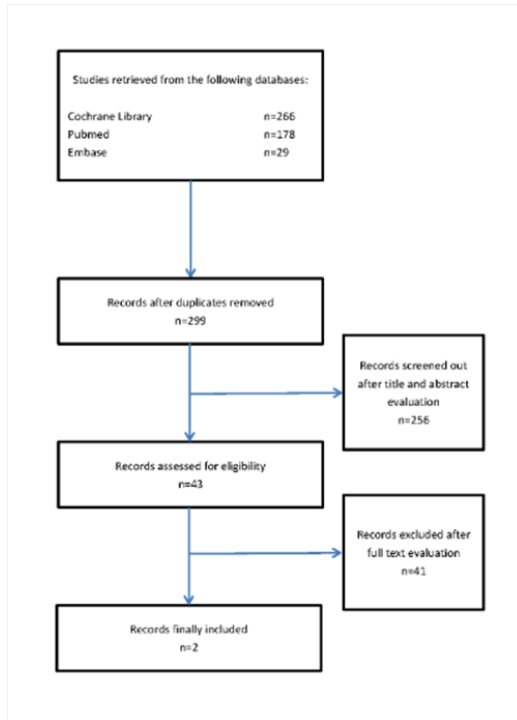 Studies retrieved from the following databases:
Cochrane Library n=266
Pubmed n=178
Embase n=29
Records after duplicates removed
n=299
Records screened out
after title and abstract
evaluation
n=256
Records assessed for eligibility
n=43
Records excluded after
full text evaluation
n=41
Records finally included
n=2